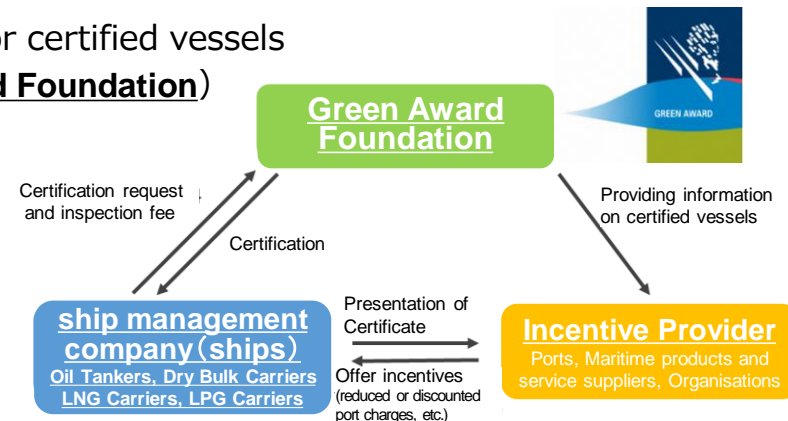 or certified vessels
d Foundation）
Green Award
Foundation
GREEN AWARD
Certification request
and inspection fee
Certification
Providing information
on certified vessels
ship management
company（ships）
Oil Tankers, Dry Bulk Carriers
LNG Carriers, LPG Carriers
Presentation of
Certificate
Offer incentives
(reduced or discounted
port charges, etc.)
Incentive Provider
Ports, Maritime products and
service suppliers, Organisations